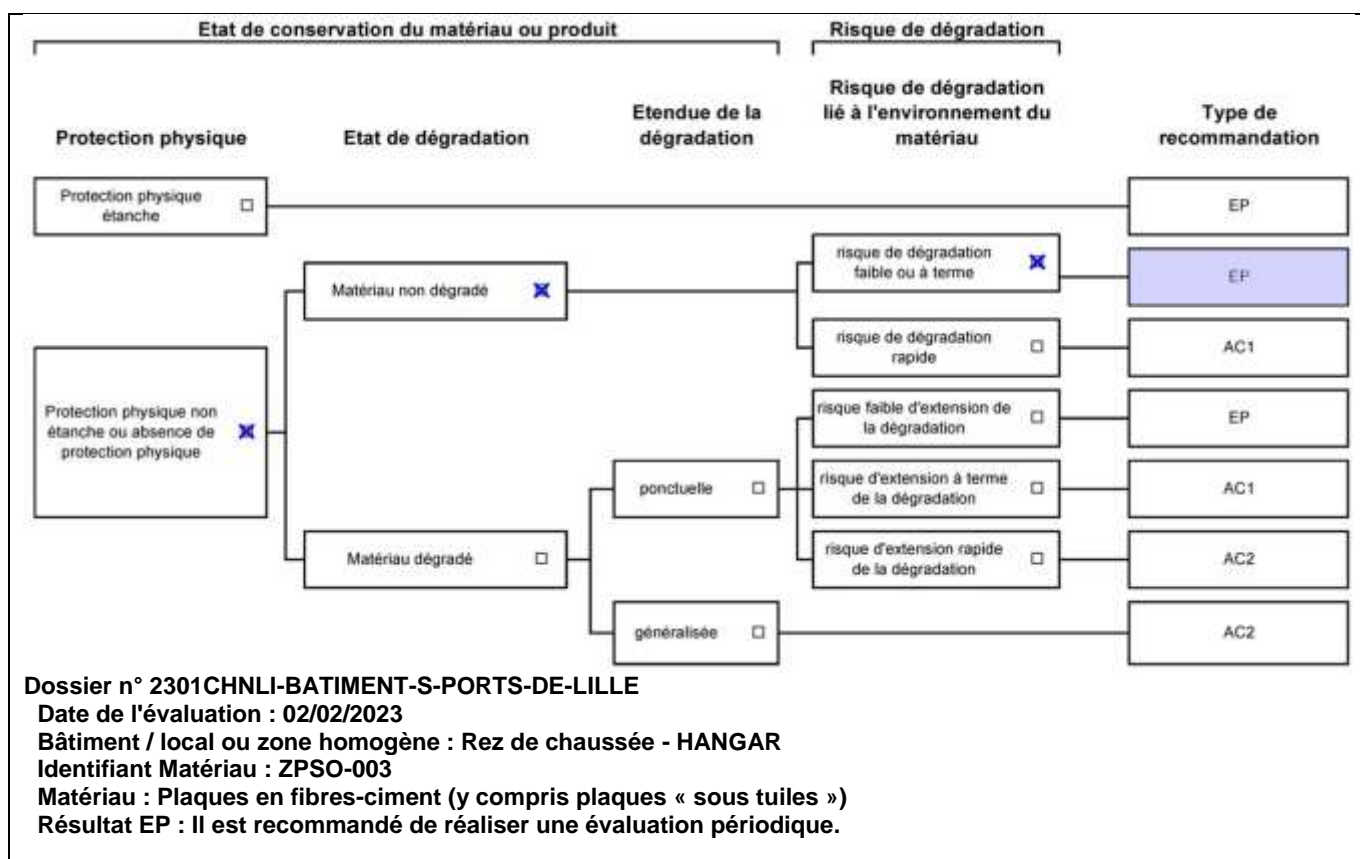 Etat de conservation du matériau ou produit
Risque de dégradation
Protection physique
Etat de dégradation
Etendue de la
dégradation
Risque de dégradation
lié à l'environnement du
matériau
Type de
recommandation
Protection physique
étanche
EP
Matériau non dégradé
risque de dégradation
faible ou à terme
EP
risque de dégradation
rapide
AC1
Protection physique non
étanche ou absence de
protection physique
risque faible d'extension de
la dégradation
EP
ponctuelle
risque d'extension à terme
de la dégradation
AC1
Matériau dégradé
risque d'extension rapide
de la dégradation
AC2
généralisée
AC2
Dossier n° 2301CHNLI-BATIMENT-S-PORTS-DE-LILLE
Date de l'évaluation : 02/02/2023
Bâtiment / local ou zone homogène : Rez de chaussée - HANGAR
Identifiant Matériau : ZPSO-003
Matériau : Plaques en fibres-ciment (y compris plaques « sous tuiles »)
Résultat EP : Il est recommandé de réaliser une évaluation périodique.